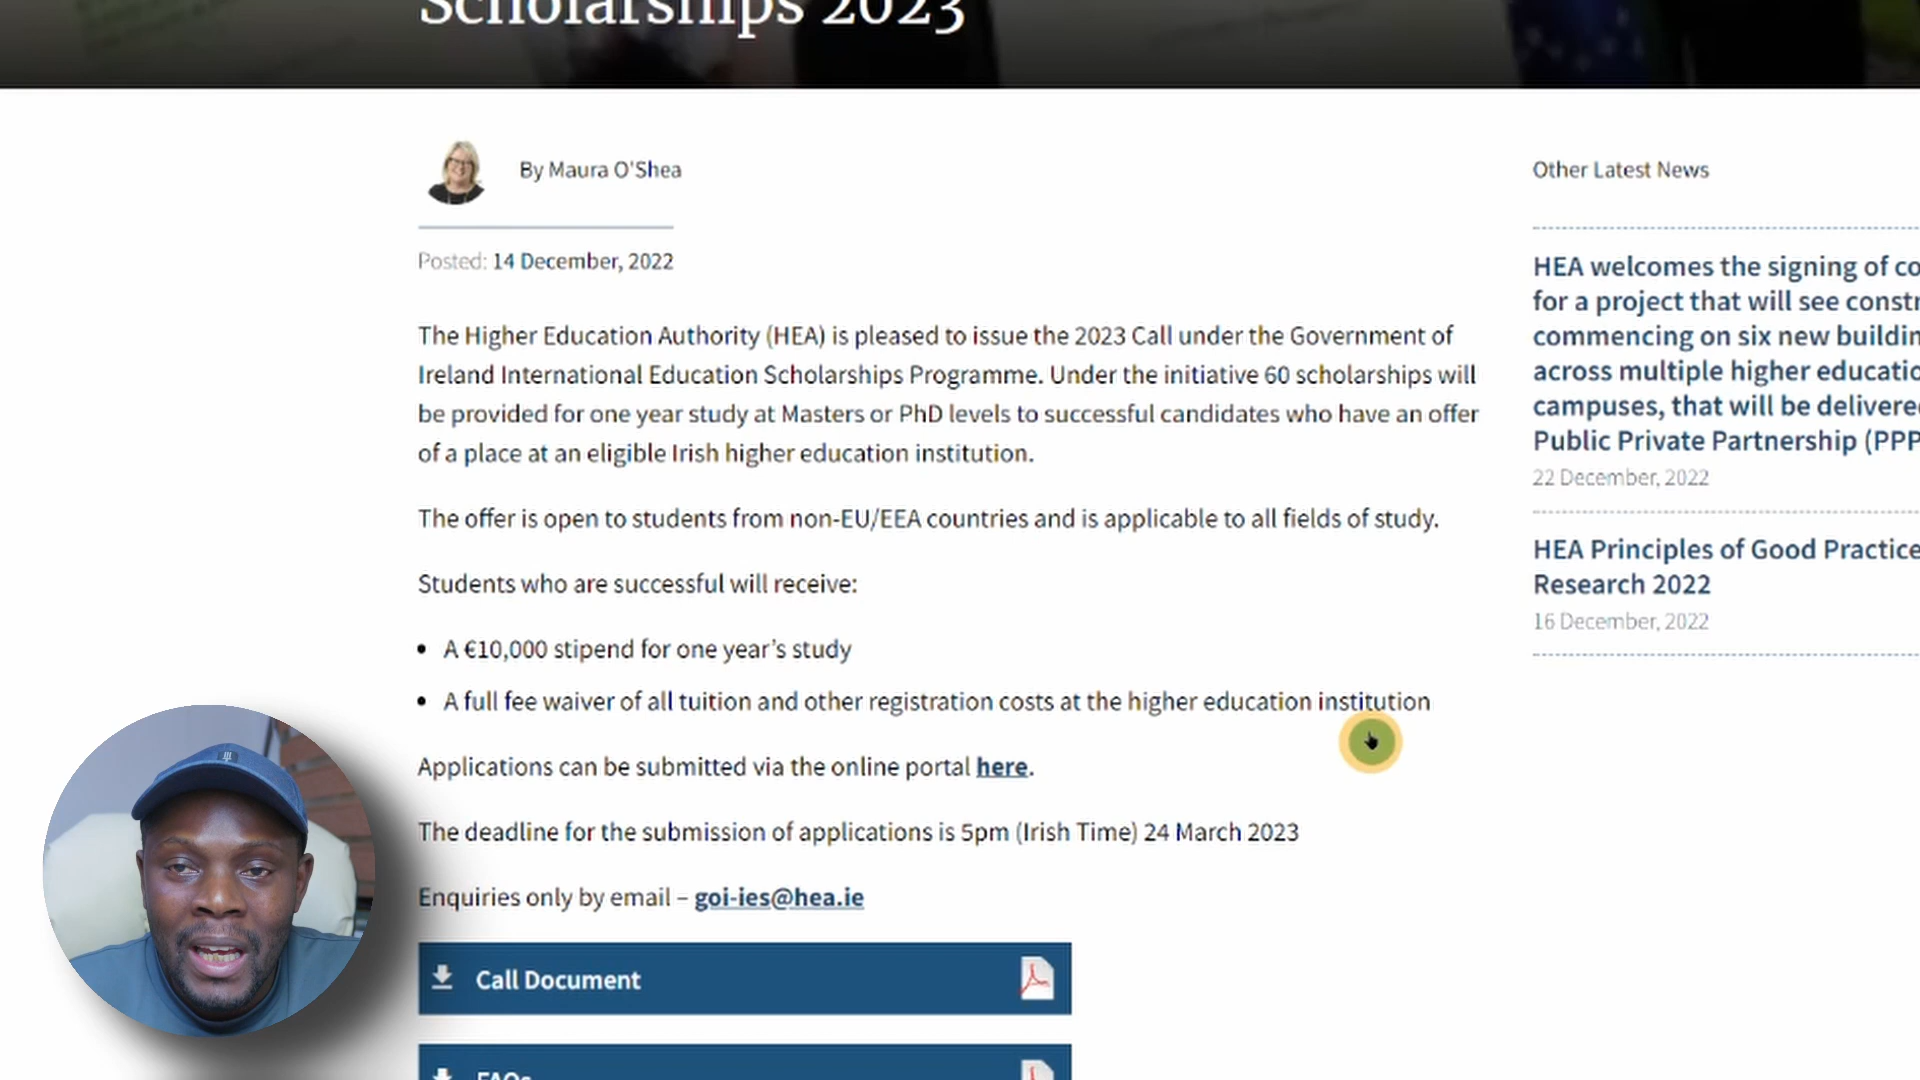 Scholarships 2023
By Maura O'Shea
Posted: 14 December, 2022
The Higher Education Authority (HEA) is pleased to issue the 2023 Call under the Government of
Ireland International Education Scholarships Programme. Under the initiative 60 scholarships will
be provided for one year study at Masters or PhD levels to successful candidates who have an offer
of a place at an eligible Irish higher education institution.
The offer is open to students from non-EU/EEA countries and is applicable to all fields of study.
Students who are successful will receive:
• A €10,000 stipend for one year’s study
• A full fee waiver of all tuition and other registration costs at the higher education institution
Applications can be submitted via the online portal here.
The deadline for the submission of applications is 5pm (Irish Time) 24 March 2023
Enquiries only by email – goi-ies@hea.ie
Call Document
FAQs
Other Latest News
HEA welcomes the signing of co
for a project that will see constr
commencing on six new buildin
across multiple higher educatio
campuses, that will be delivere
Public Private Partnership (PPP
22 December, 2022
HEA Principles of Good Practice
Research 2022
16 December, 2022